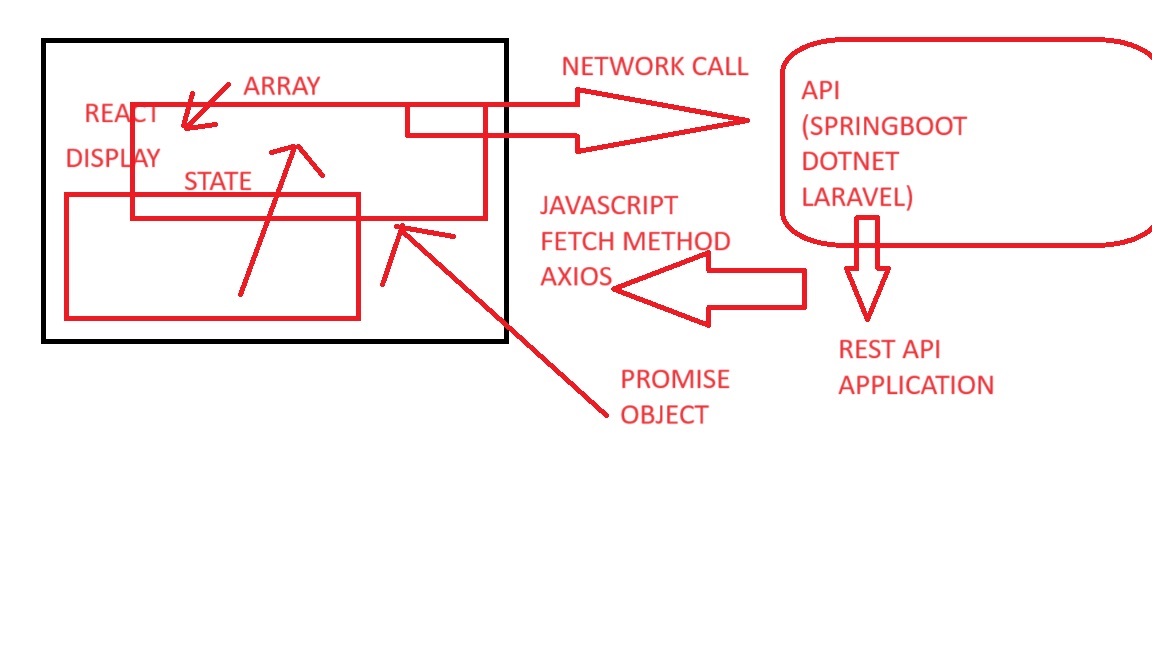 ARRAY
REACT
DISPLAY
STATE
NETWORK CALL
API
(SPRINGBOOT
DOTNET
LARAVEL)
JAVASCRIPT
FETCH METHOD
AXIOS
REST API
APPLICATION
PROMISE
OBJECT